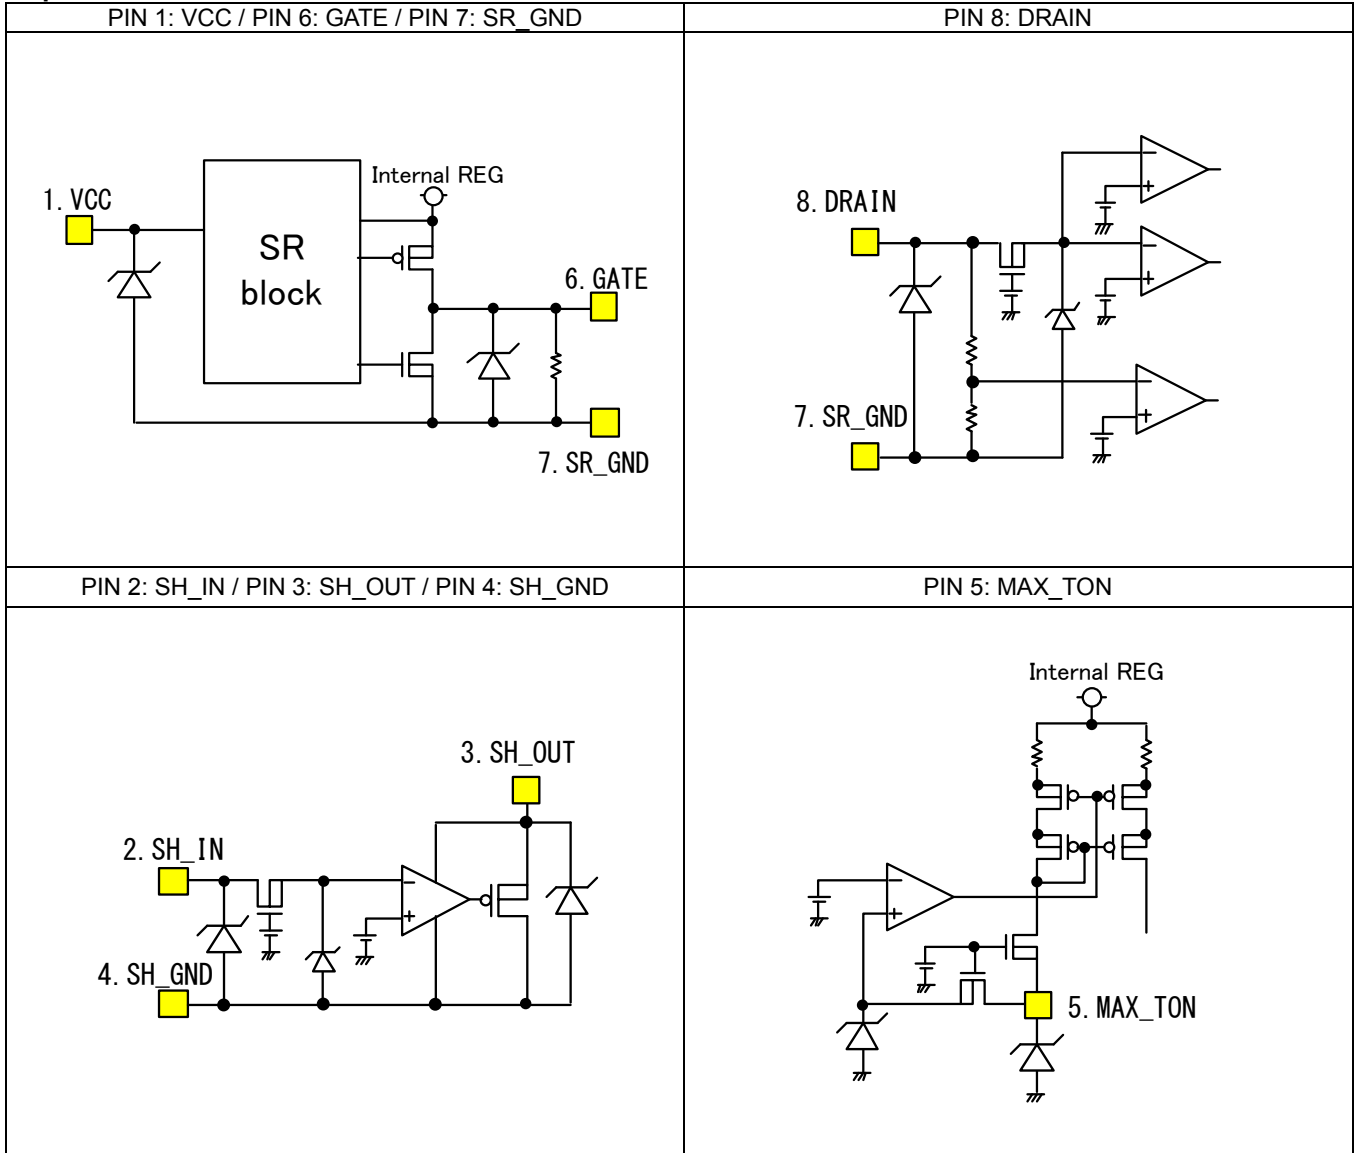 PIN 1: VCC / PIN 6: GATE / PIN 7: SR_GND
PIN 8: DRAIN
Internal REG
1. VCC
SR
block
6. GATE
7. SR_GND
8. DRAIN
7. SR_GND
PIN 2: SH_IN / PIN 3: SH_OUT / PIN 4: SH_GND
PIN 5: MAX_TON
3. SH_OUT
2. SH_IN
4. SH_GND
Internal REG
5. MAX_TON